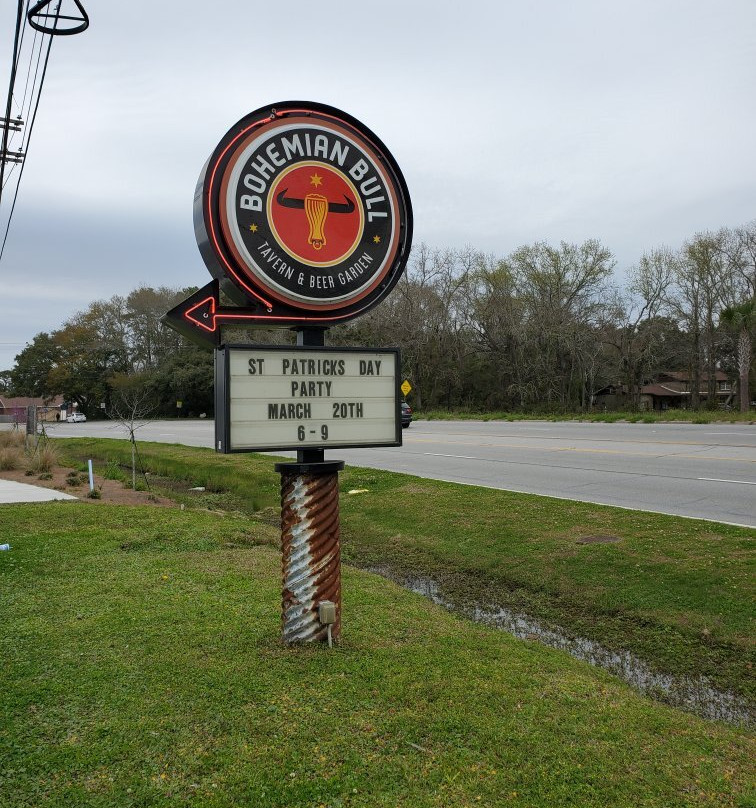 BOHEMIAN BULL
TAVERN & BEER GARDEN
ST PATRICKS DAY
PARTY
MARCH 20TH
6-9